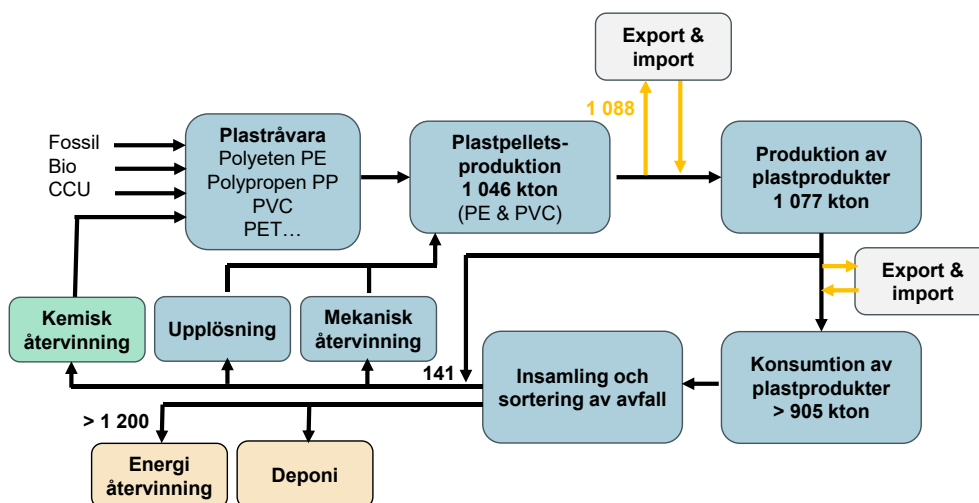 Export &
import
1 088
Fossil
Bio
CCU
Plastråvara
Polyeten PE
Polypropen PP
PVC
PET…
Plastpellets-
produktion
1 046 kton
(PE & PVC)
Produktion av
plastprodukter
1 077 kton
Export &
import
Kemisk
återvinning
Upplösning
Mekanisk
återvinning
141
Insamling och
sortering av avfall
Konsumtion av
plastprodukter
> 905 kton
> 1 200
Energi
återvinning
Deponi